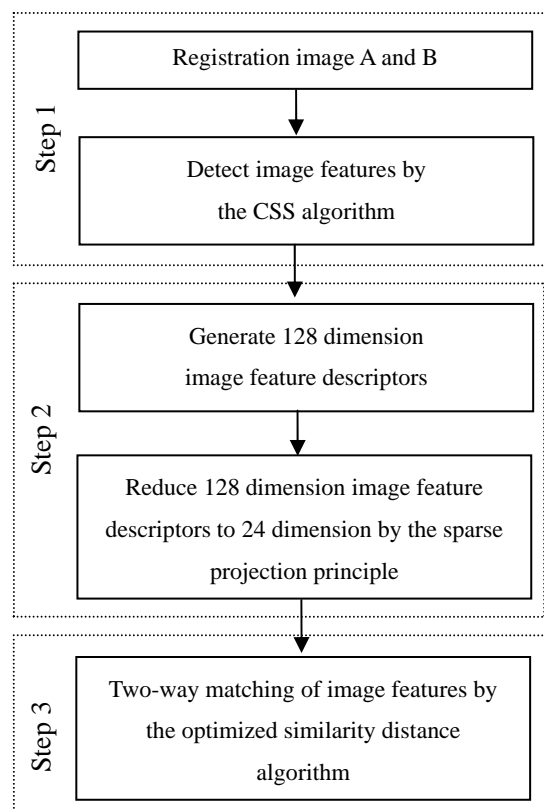 Step 1
Registration image A and B
Detect image features by
the CSS algorithm
Step 2
Generate 128 dimension
image feature descriptors
Reduce 128 dimension image feature
descriptors to 24 dimension by the sparse
projection principle
Step 3
Two-way matching of image features by
the optimized similarity distance
algorithm